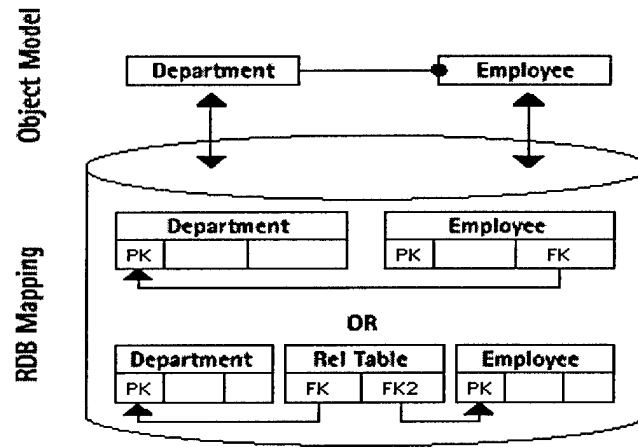 Object Model
Department
Employee
RDB Mapping
Department
Employee
PK
PK
FK
OR
Department
Rel Table
Employee
PK
FK
FK2
PK